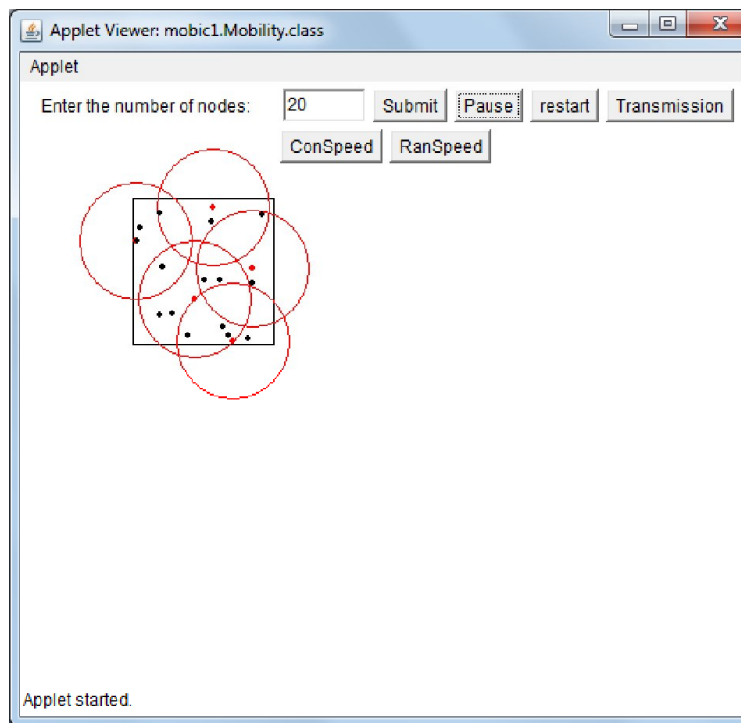 Applet Viewer: mobic1.Mobility.class
Applet
Enter the number of nodes: 20 Submit Pause restart Transmission
ConSpeed RanSpeed
Applet started.